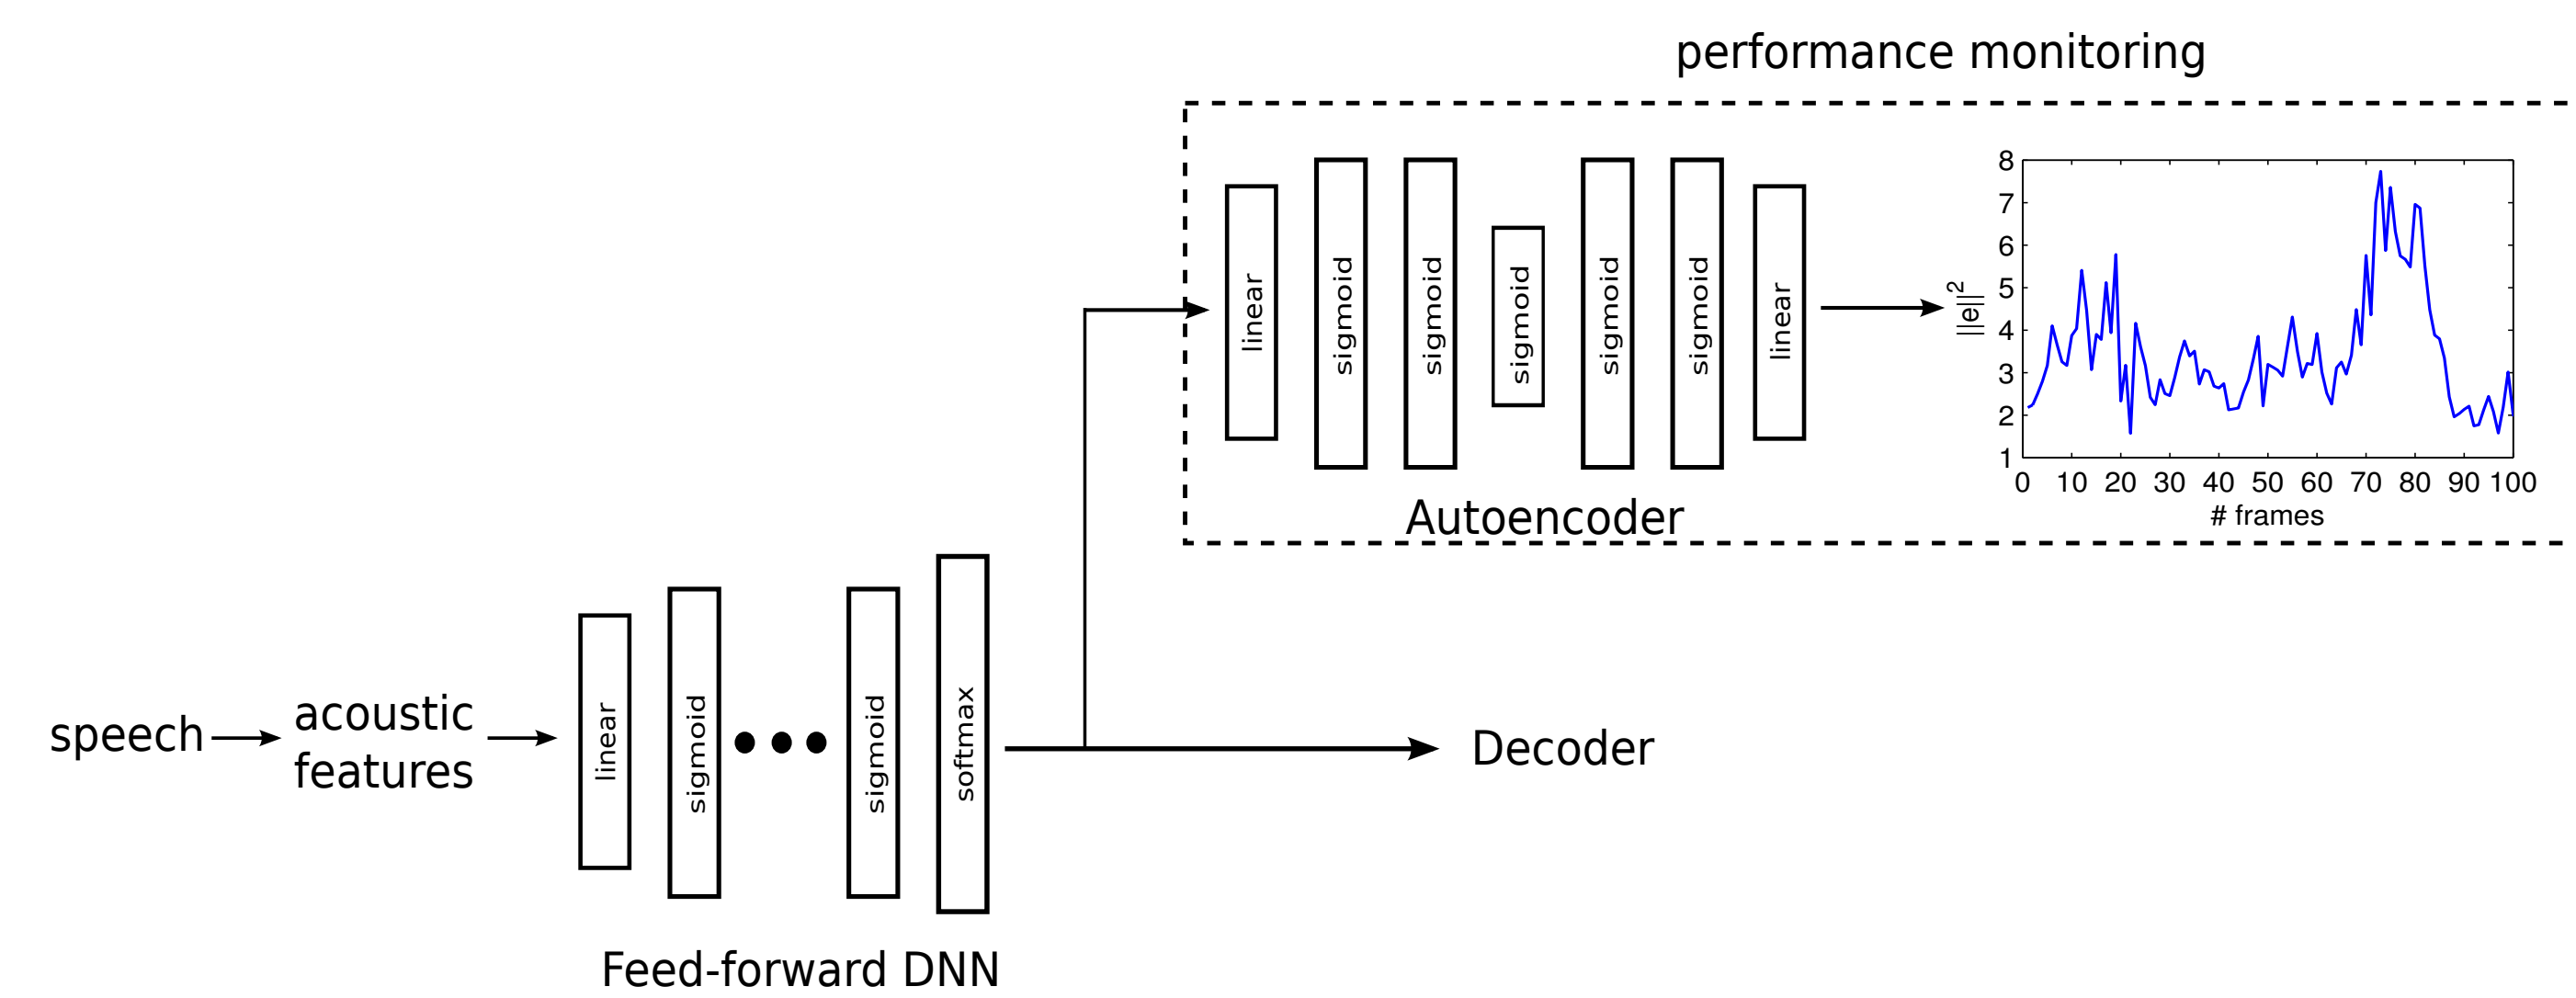 performance monitoring
linear
sigmoid
sigmoid
sigmoid
sigmoid
sigmoid
linear
||e||²
8
7
6
5
4
3
2
1
0 10 20 30 40 50 60 70 80 90 100
# frames
Autoencoder
speech
acoustic
features
linear
sigmoid
sigmoid
softmax
Decoder
Feed-forward DNN